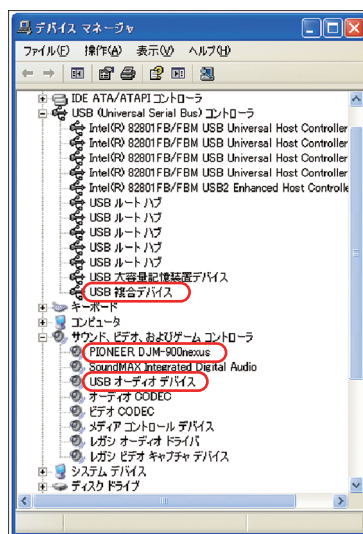 デバイス マネージャ
ファイル(F) 操作(A) 表示(V) ヘルプ(H)
IDE ATA/ATAPI コントローラ
USB (Universal Serial Bus) コントローラ
Intel(R) 82801FB/FBM USB Universal Host Controller
Intel(R) 82801FB/FBM USB Universal Host Controller
Intel(R) 82801FB/FBM USB Universal Host Controller
Intel(R) 82801FB/FBM USB Universal Host Controller
Intel(R) 82801FB/FBM USB2 Enhanced Host Controlle
USB ルート ハブ
USB ルート ハブ
USB ルート ハブ
USB ルート ハブ
USB 大容量記憶装置デバイス
USB 複合デバイス
キーボード
コンピュータ
サウンド、ビデオ、およびゲーム コントローラ
PIONEER DJM-900nexus
SoundMAX Integrated Digital Audio
USB オーディオ デバイス
オーディオ CODEC
ビデオ CODEC
メディア コントロール デバイス
レガシ オーディオ ドライバ
レガシ ビデオ キャプチャ デバイス
システム デバイス
ディスク ドライブ